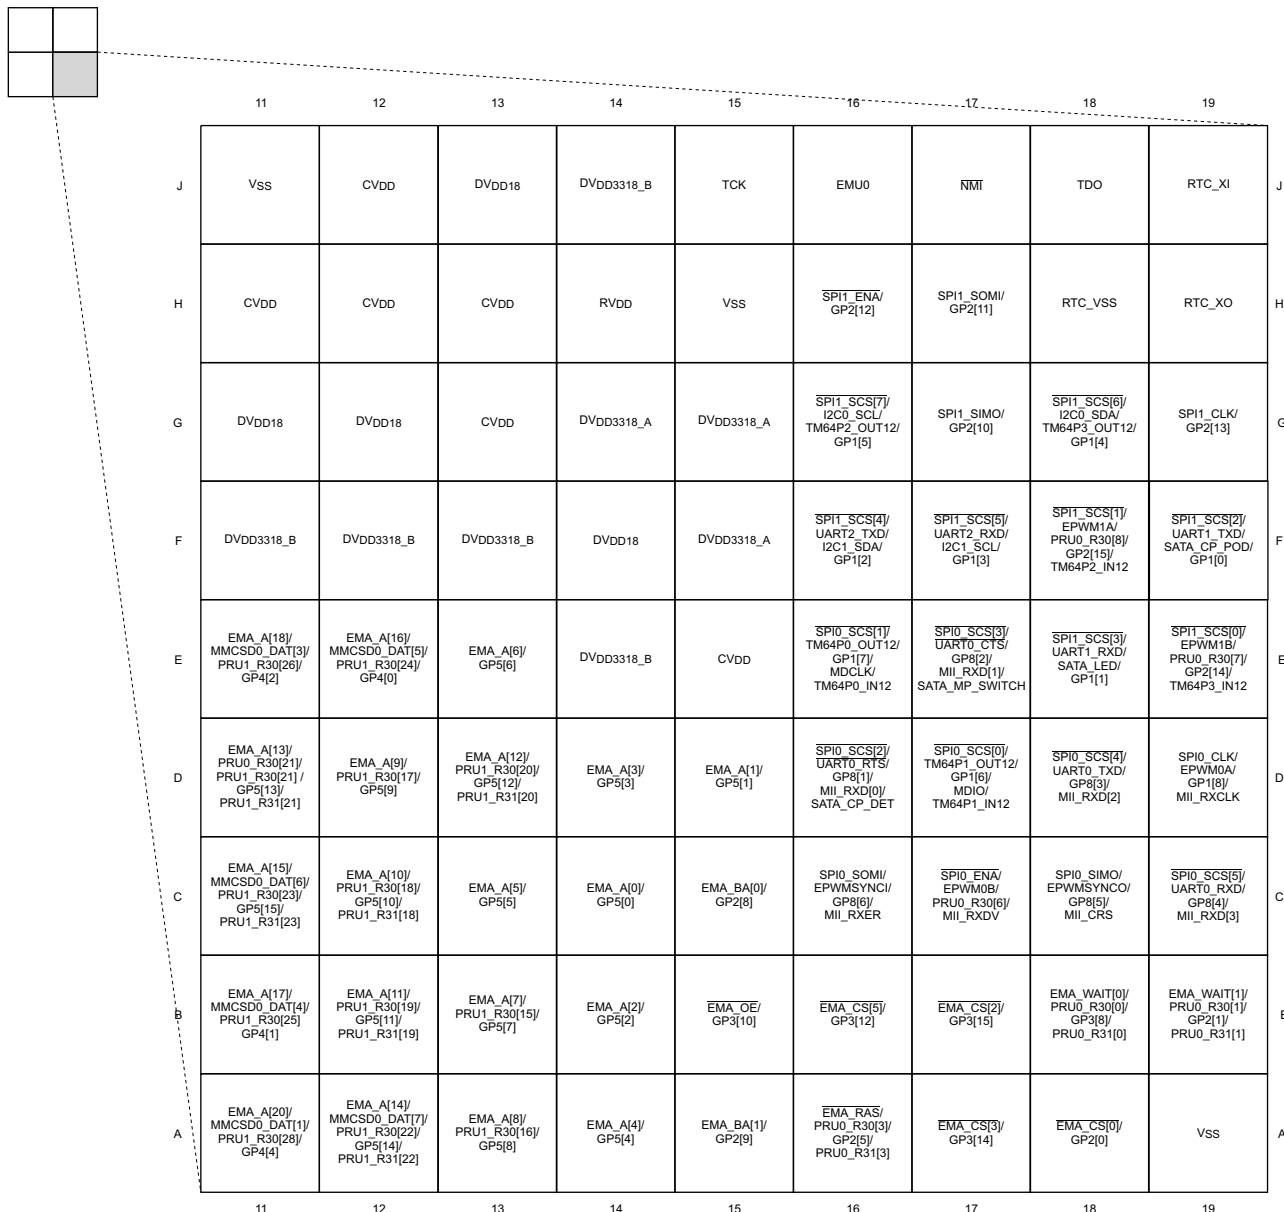 11 12 13 14 15 16 17 18 19
J VSS CVDD DVDD18 DVDD3318_B TCK EMU0 NMI TDO RTC_XI J
H CVDD CVDD CVDD RVDD VSS SPI1_ENA/ GP2[12] SPI1_SOMI/ GP2[11] RTC_VSS RTC_XO H
G DVDD18 DVDD18 CVDD DVDD3318_A DVDD3318_A
SPI1_SCS[7]/
I2C0_SCL/
TM64P2_OUT12/
GP1[5]
SPI1_SIMO/
GP2[10]
SPI1_SCS[6]/
I2C0_SDA/
TM64P3_OUT12/
GP1[4]
SPI1_CLK/
GP2[13]
G
F DVDD3318_B DVDD3318_B DVDD3318_B DVDD18 DVDD3318_A
SPI1_SCS[4]/
UART2_TXD/
I2C1_SDA/
GP1[2]
SPI1_SCS[5]/
UART2_RXD/
I2C1_SCL/
GP1[3]
SPI1_SCS[1]/
EPWM1A/
PRU0_R30[8]/
GP2[15]/
TM64P2_IN12
SPI1_SCS[2]/
UART1_TXD/
SATA_CP_POD/
GP1[0]
F
E
EMA_A[18]/
MMCSD0_DAT[3]/
PRU1_R30[26]/
GP4[2]
EMA_A[16]/
MMCSD0_DAT[5]/
PRU1_R30[24]/
GP4[0]
EMA_A[6]/
GP5[6]
DVDD3318_B
CVDD
SPI0_SCS[1]/
TM64P0_OUT12/
GP1[7]/
MDCLK/
TM64P0_IN12
SPI0_SCS[3]/
UART0_CTS/
GP8[2]/
MII_RXD[1]/
SATA_MP_SWITCH
SPI1_SCS[3]/
UART1_RXD/
SATA_LED/
GP1[1]
SPI1_SCS[0]/
EPWM1B/
PRU0_R30[7]/
GP2[14]/
TM64P3_IN12
E
D
EMA_A[13]/
PRU0_R30[21]/
PRU1_R30[21] /
GP5[13]/
PRU1_R31[21]
EMA_A[9]/
PRU1_R30[17]/
GP5[9]
EMA_A[12]/
PRU1_R30[20]/
GP5[12]/
PRU1_R31[20]
EMA_A[3]/
GP5[3]
EMA_A[1]/
GP5[1]
SPI0_SCS[2]/
UART0_RTS/
GP8[1]/
MII_RXD[0]/
SATA_CP_DET
SPI0_SCS[0]/
TM64P1_OUT12/
GP1[6]/
MDIO/
TM64P1_IN12
SPI0_SCS[4]/
UART0_TXD/
GP8[3]/
MII_RXD[2]
SPI0_CLK/
EPWM0A/
GP1[8]/
MII_RXCLK
D
C
EMA_A[15]/
MMCSD0_DAT[6]/
PRU1_R30[23]/
GP5[15]/
PRU1_R31[23]
EMA_A[10]/
PRU1_R30[18]/
GP5[10]/
PRU1_R31[18]
EMA_A[5]/
GP5[5]
EMA_A[0]/
GP5[0]
EMA_BA[0]/
GP2[8]
SPI0_SOMI/
EPWMSYNCI/
GP8[6]/
MII_RXER
SPI0_ENA/
EPWM0B/
PRU0_R30[6]/
MII_RXDV
SPI0_SIMO/
EPWMSYNCO/
GP8[5]/
MII_CRS
SPI0_SCS[5]/
UART0_RXD/
GP8[4]/
MII_RXD[3]
C
B
EMA_A[17]/
MMCSD0_DAT[4]/
PRU1_R30[25]
GP4[1]
EMA_A[11]/
PRU1_R30[19]/
GP5[11]/
PRU1_R31[19]
EMA_A[7]/
PRU1_R30[15]/
GP5[7]
EMA_A[2]/
GP5[2]
EMA_OE/
GP3[10]
EMA_CS[5]/
GP3[12]
EMA_CS[2]/
GP3[15]
EMA_WAIT[0]/
PRU0_R30[0]/
GP3[8]/
PRU0_R31[0]
EMA_WAIT[1]/
PRU0_R30[1]/
GP2[1]/
PRU0_R31[1]
B
A
EMA_A[20]/
MMCSD0_DAT[1]/
PRU1_R30[28]/
GP4[4]
EMA_A[14]/
MMCSD0_DAT[7]/
PRU1_R30[22]/
GP5[14]/
PRU1_R31[22]
EMA_A[8]/
PRU1_R30[16]/
GP5[8]
EMA_A[4]/
GP5[4]
EMA_BA[1]/
GP2[9]
EMA_RAS/
PRU0_R30[3]/
GP2[5]/
PRU0_R31[3]
EMA_CS[3]/
GP3[14]
EMA_CS[0]/
GP2[0]
VSS
A
11 12 13 14 15 16 17 18 19